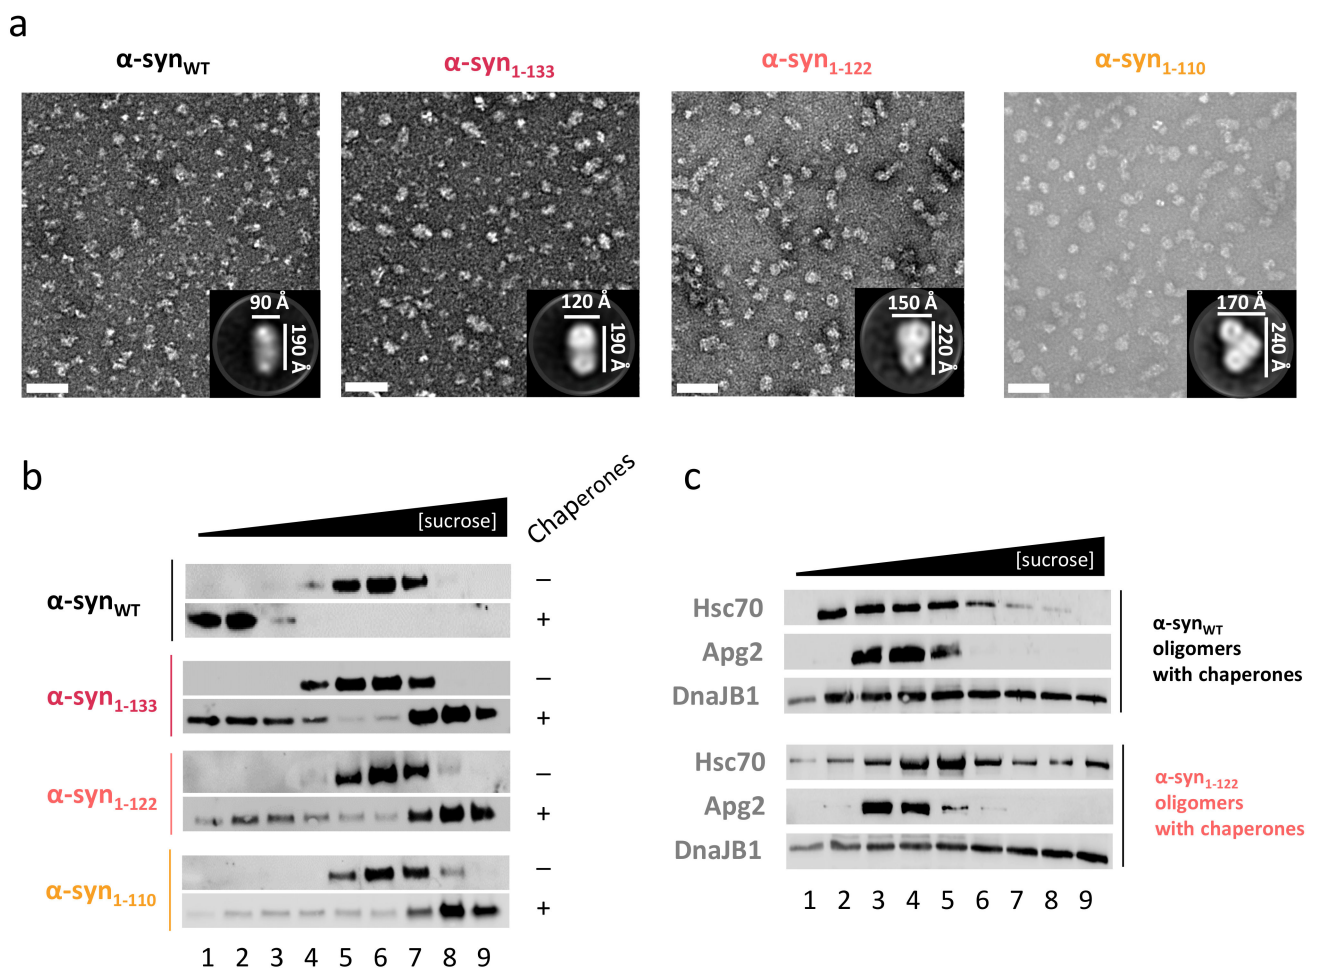 a
α-synWT
α-syn1-133
α-syn1-122
α-syn1-110
90 Å
190 Å
120 Å
190 Å
150 Å
220 Å
170 Å
240 Å
b
[sucrose]
Chaperones
α-synWT
–
+
α-syn1-133
–
+
α-syn1-122
–
+
α-syn1-110
–
+
1 2 3 4 5 6 7 8 9
c
[sucrose]
Hsc70
Apg2
DnaJB1
α-synWT
oligomers
with chaperones
Hsc70
Apg2
DnaJB1
α-syn1-122
oligomers
with chaperones
1 2 3 4 5 6 7 8 9